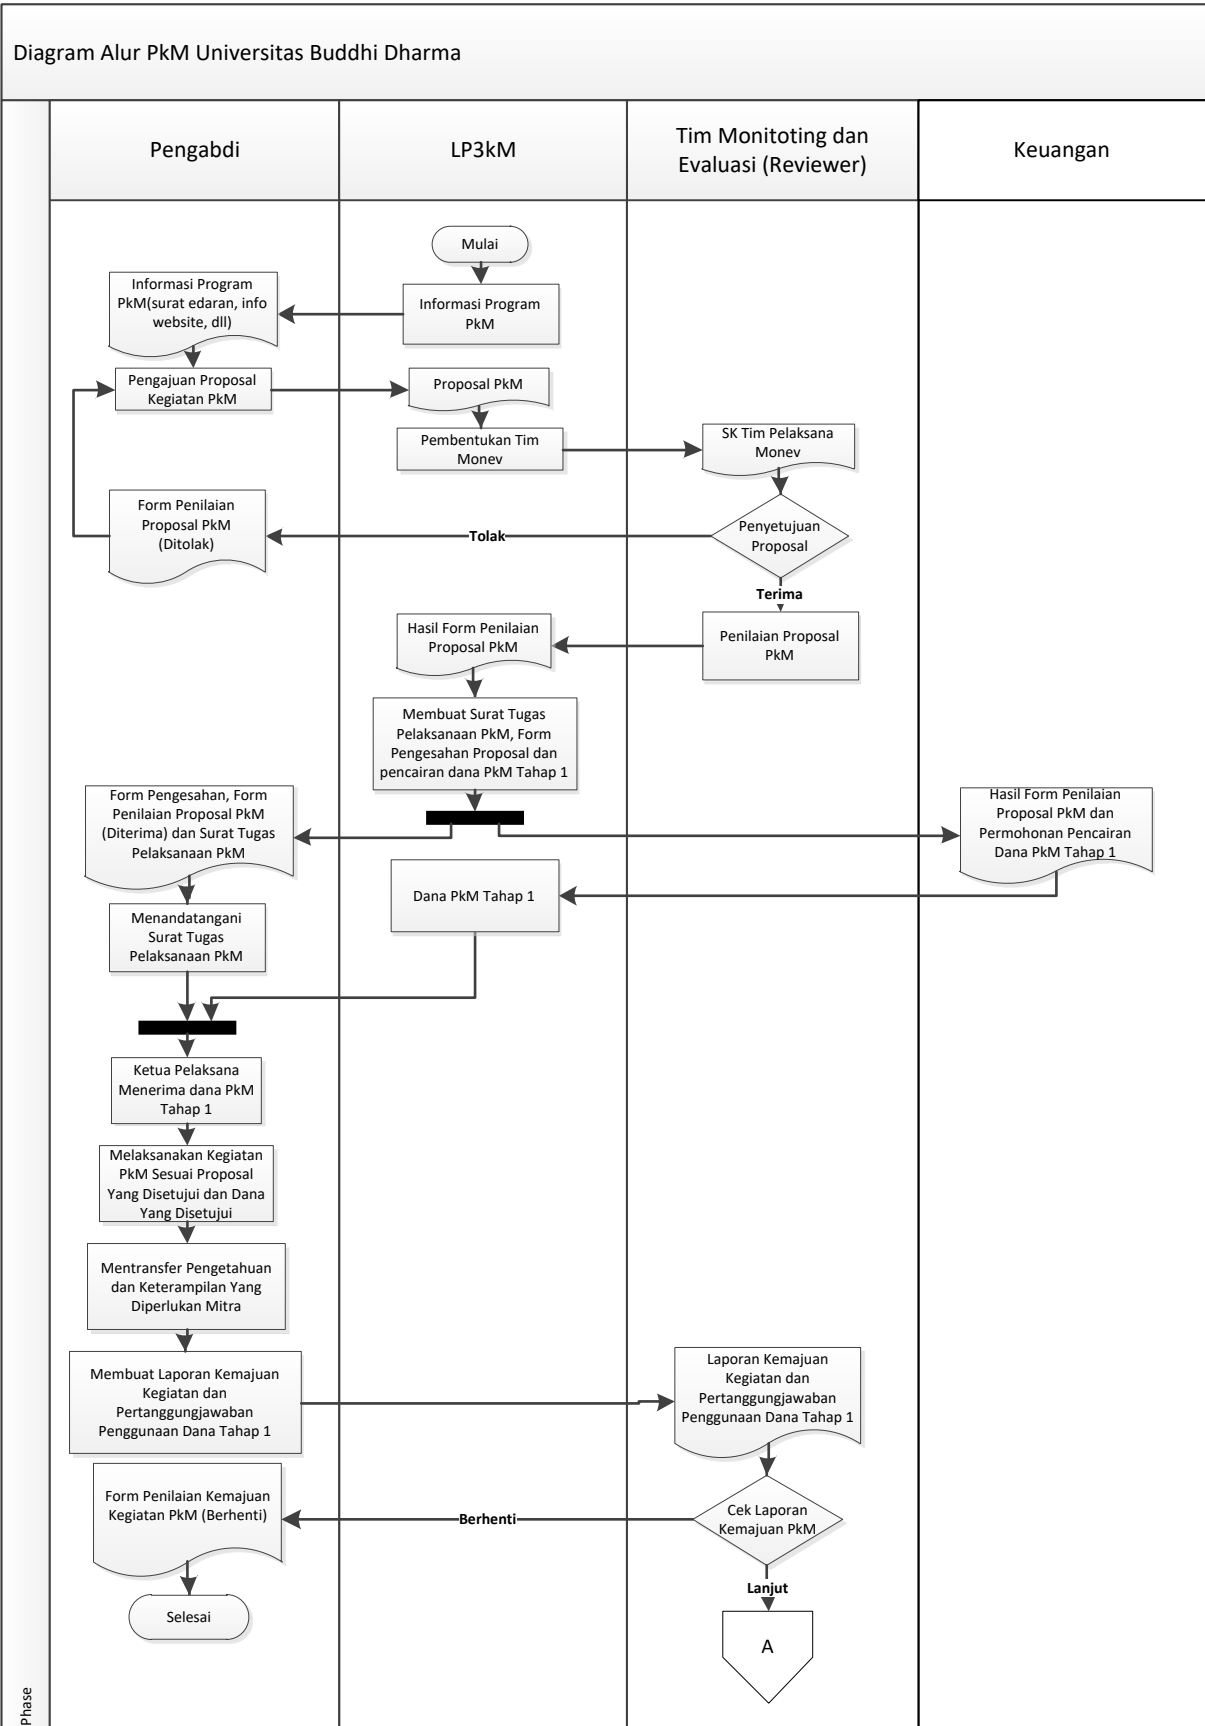 Diagram Alur PkM Universitas Buddhi Dharma
Pengabdi
LP3kM
Tim Monitoting dan
Evaluasi (Reviewer)
Keuangan
Mulai
Informasi Program
PkM(surat edaran, info
website, dll)
Informasi Program
PkM
Pengajuan Proposal
Kegiatan PkM
Proposal PkM
Pembentukan Tim
Monev
SK Tim Pelaksana
Monev
Form Penilaian
Proposal PkM
(Ditolak)
Tolak
Penyetujuan
Proposal
Terima
Hasil Form Penilaian
Proposal PkM
Penilaian Proposal
PkM
Membuat Surat Tugas
Pelaksanaan PkM, Form
Pengesahan Proposal dan
pencairan dana PkM Tahap 1
Form Pengesahan, Form
Penilaian Proposal PkM
(Diterima) dan Surat Tugas
Pelaksanaan PkM
Hasil Form Penilaian
Proposal PkM dan
Permohonan Pencairan
Dana PkM Tahap 1
Dana PkM Tahap 1
Menandatangani
Surat Tugas
Pelaksanaan PkM
Ketua Pelaksana
Menerima dana PkM
Tahap 1
Melaksanakan Kegiatan
PkM Sesuai Proposal
Yang Disetujui dan Dana
Yang Disetujui
Mentransfer Pengetahuan
dan Keterampilan Yang
Diperlukan Mitra
Membuat Laporan Kemajuan
Kegiatan dan
Pertanggungjawaban
Penggunaan Dana Tahap 1
Laporan Kemajuan
Kegiatan dan
Pertanggungjawaban
Penggunaan Dana Tahap 1
Form Penilaian Kemajuan
Kegiatan PkM (Berhenti)
Berhenti
Cek Laporan
Kemajuan PkM
Lanjut
Selesai
A
Phase